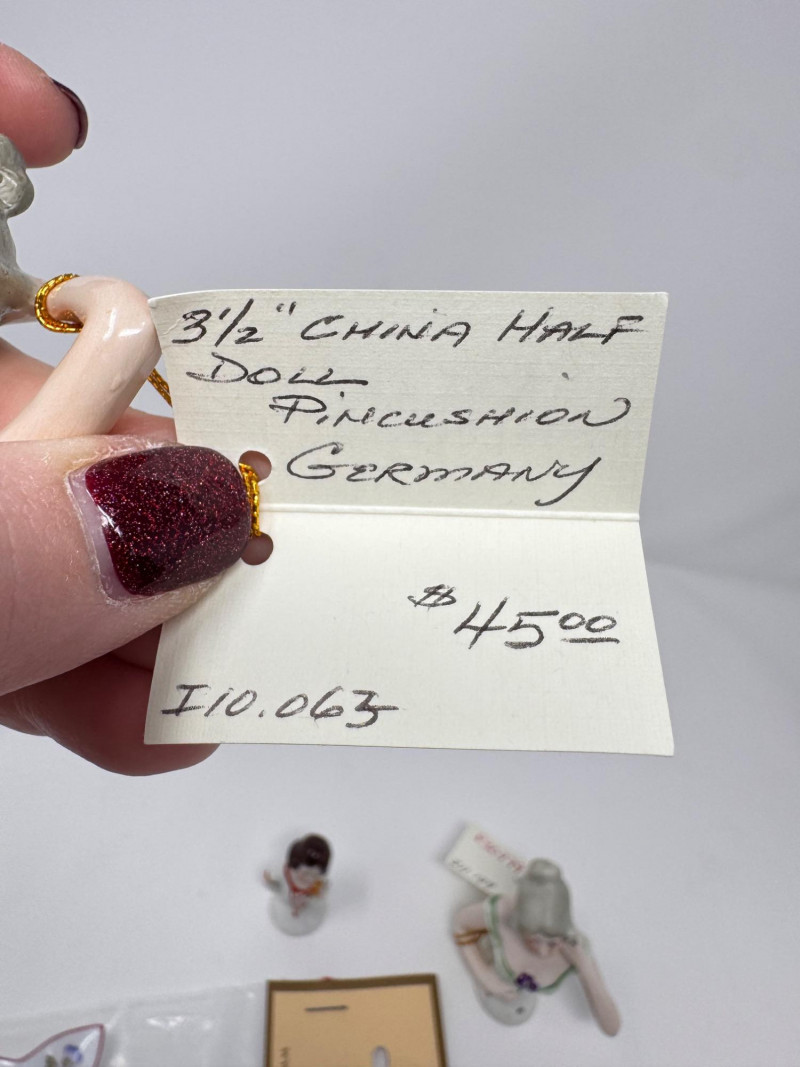 3½" CHINA HALF
DOLL
PINCUSHION
GERMANY
$45.00
I10.063